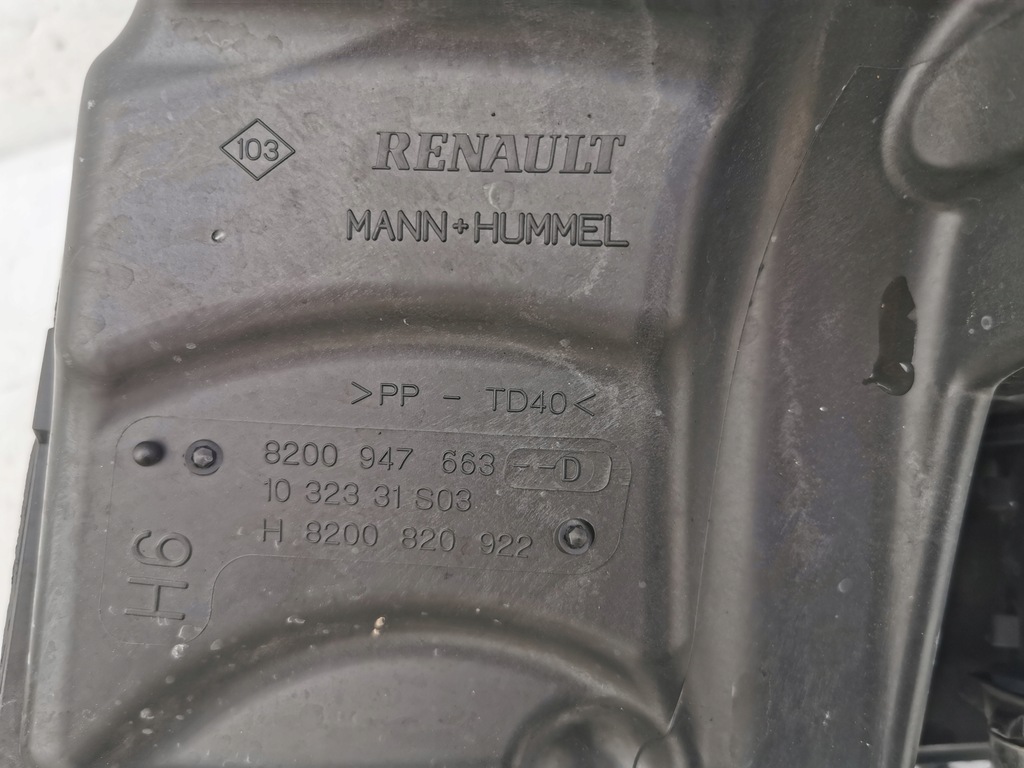 103
RENAULT
MANN+HUMMEL
>PP - TD40<
8200 947 663 --D
10 323 31 S03
H 8200 820 922
H6